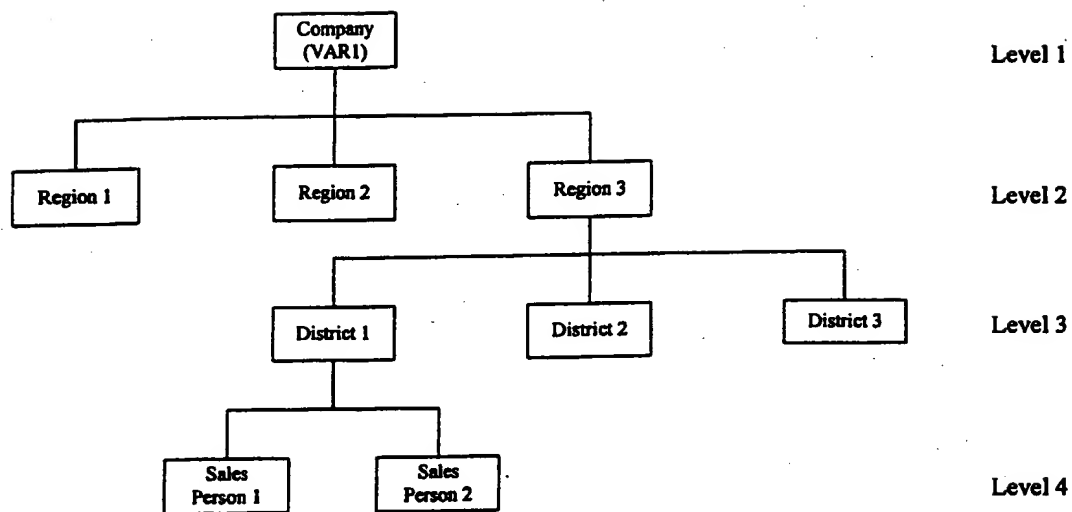 Company
(VAR1)
Level 1
Region 1
Region 2
Region 3
Level 2
District 1
District 2
District 3
Level 3
Sales
Person 1
Sales
Person 2
Level 4